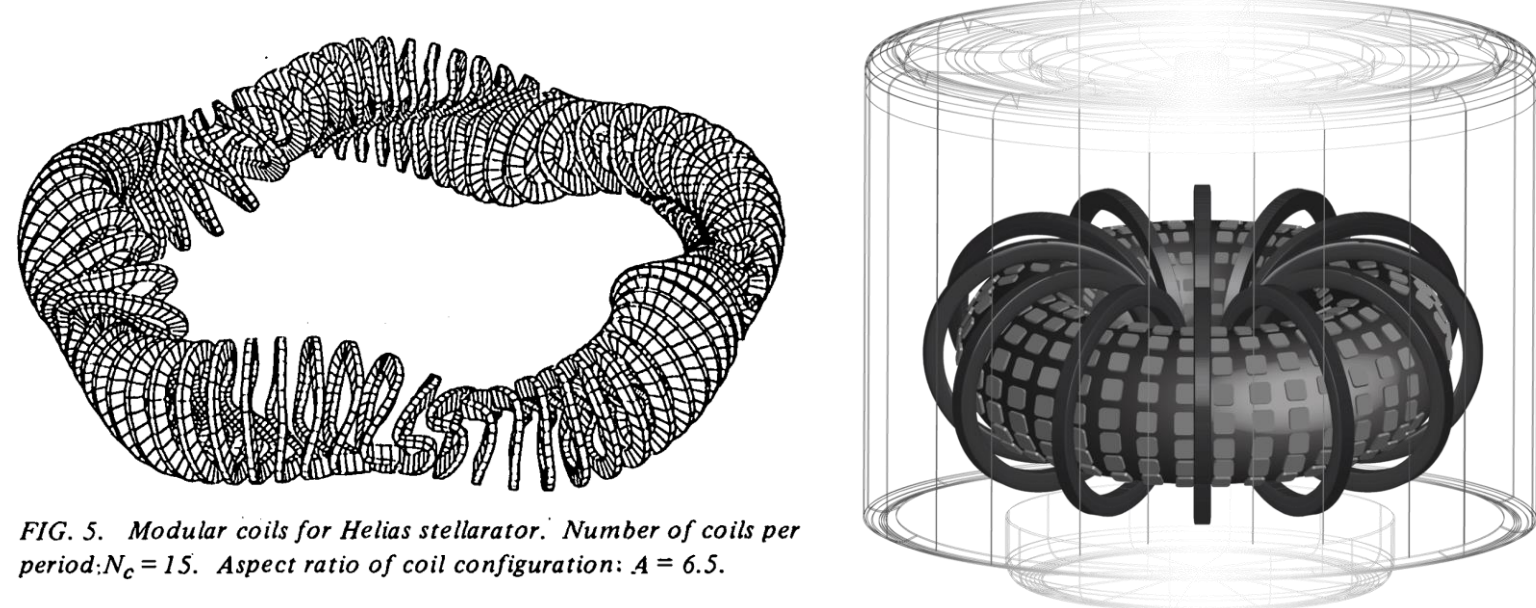 FIG. 5. Modular coils for Helias stellarator. Number of coils per
period: Nc = 15. Aspect ratio of coil configuration: A = 6.5.